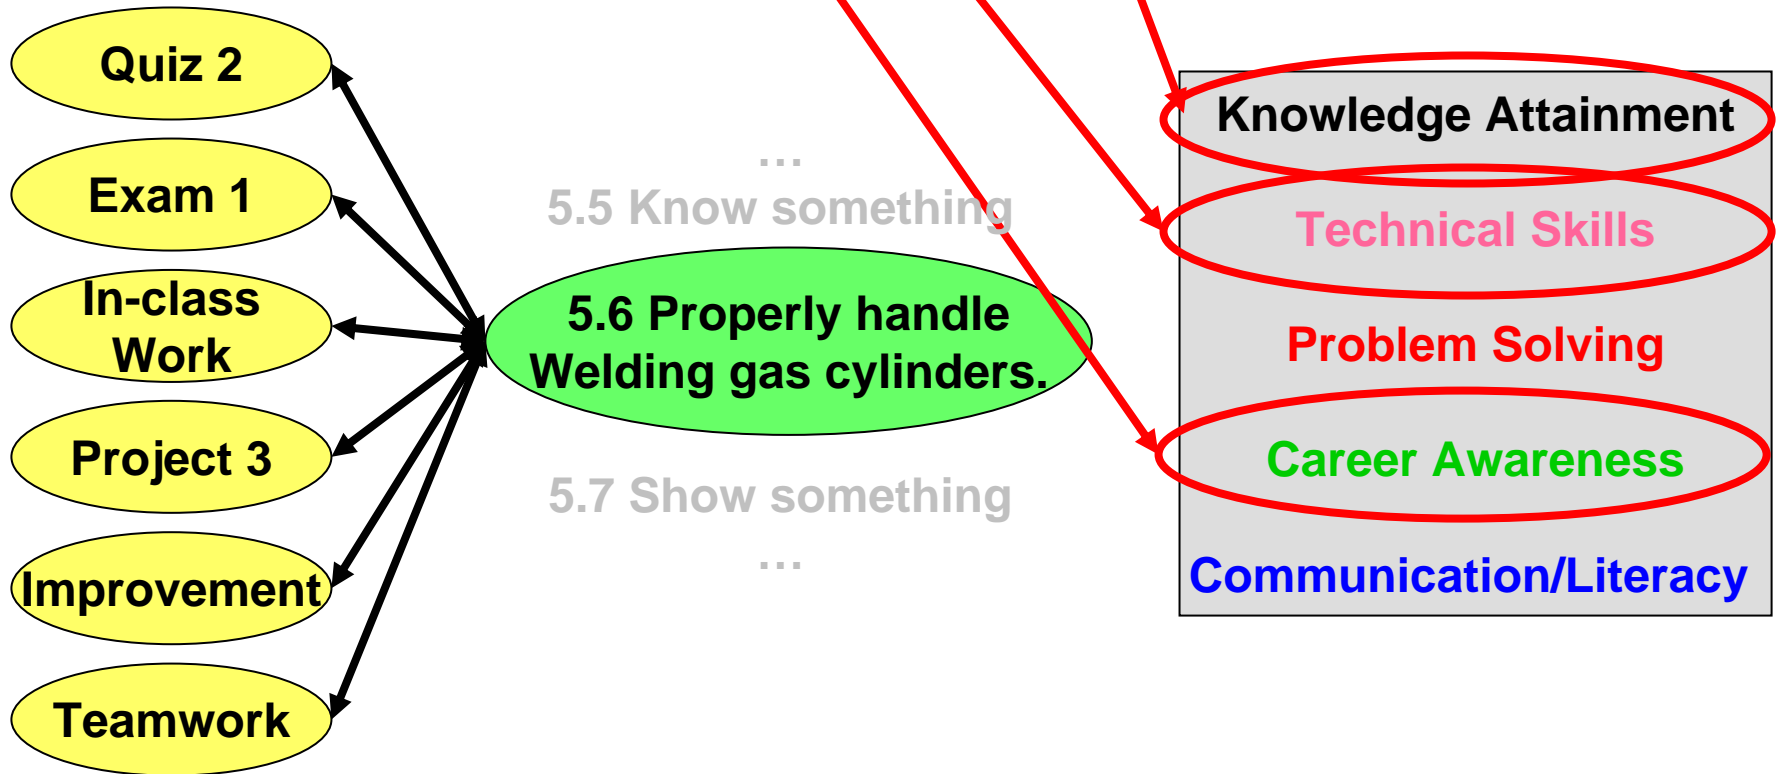 Quiz 2
Exam 1
In-class
Work
Project 3
Improvement
Teamwork
…
5.5 Know something
5.6 Properly handle
Welding gas cylinders.
5.7 Show something
…
Knowledge Attainment
Technical Skills
Problem Solving
Career Awareness
Communication/Literacy